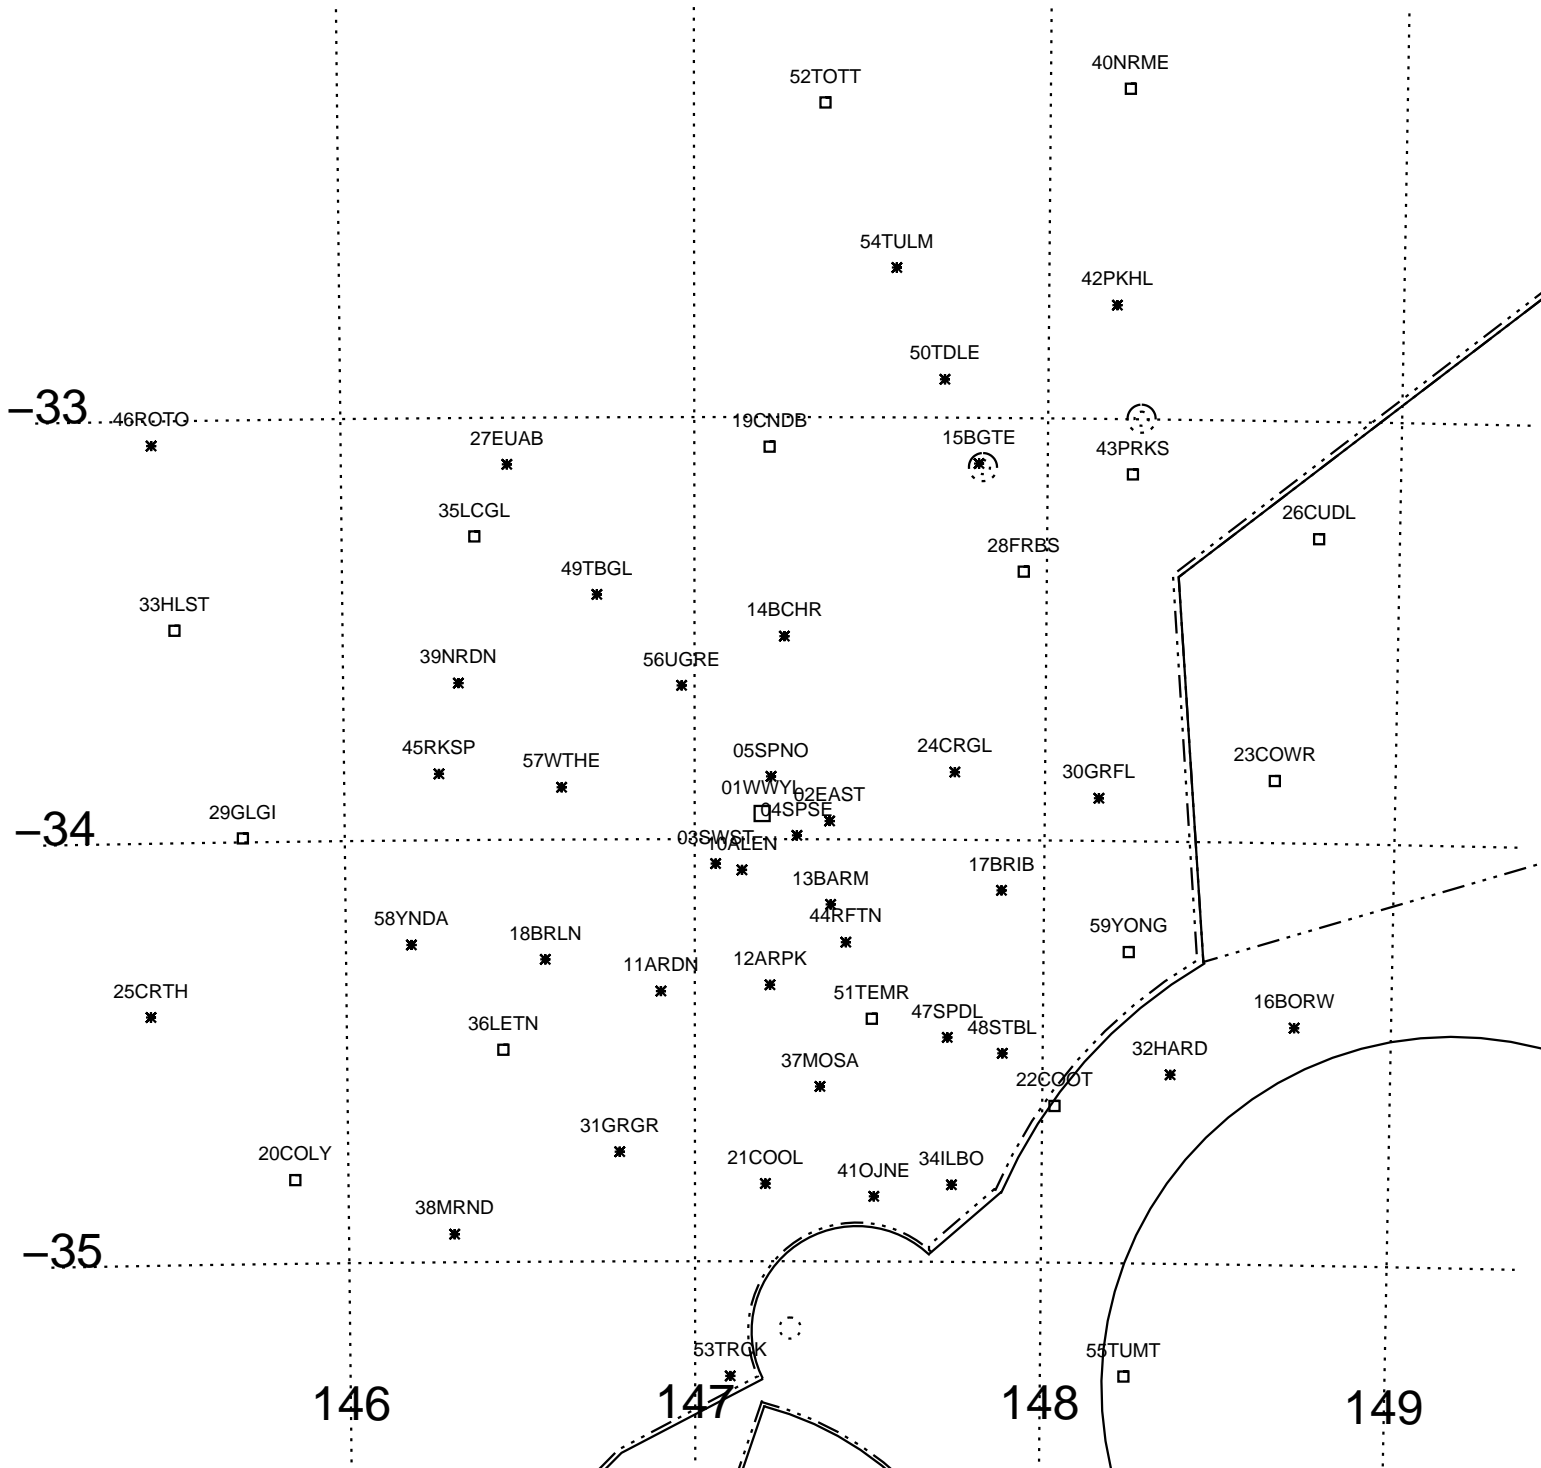 40NRME
52TOTT
54TULM
42PKHL
50TDLE
−33
46ROTO
19CNDB
27EUAB
15BGTE
43PRKS
35LCGL
26CUDL
28FRBS
49TBGL
33HLST
14BCHR
39NRDN
56UGRE
45RKSP
05SPNO
24CRGL
57WTHE
23COWR
30GRFL
01WWYL
02EAST
04SPSE
29GLGI
−34
03SWST
10ALEN
17BRIB
13BARM
44RFTN
58YNDA
59YONG
18BRLN
12ARPK
11ARDN
25CRTH
51TEMR
16BORW
47SPDL
36LETN
48STBL
32HARD
37MOSA
22COOT
31GRGR
20COLY
21COOL
34ILBO
41OJNE
38MRND
−35
53TRCK
55TUMT
146
147
148
149